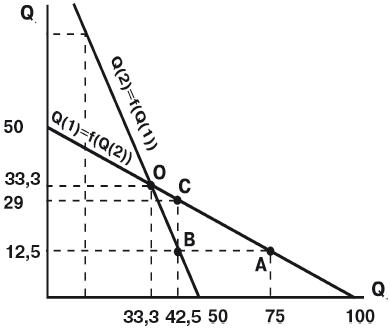 Q
Q(2)=f(Q(1))
50
Q(1)=f(Q(2))
33,3
O
C
29
12,5
B
A
Q
33,3 42,5 50 75 100